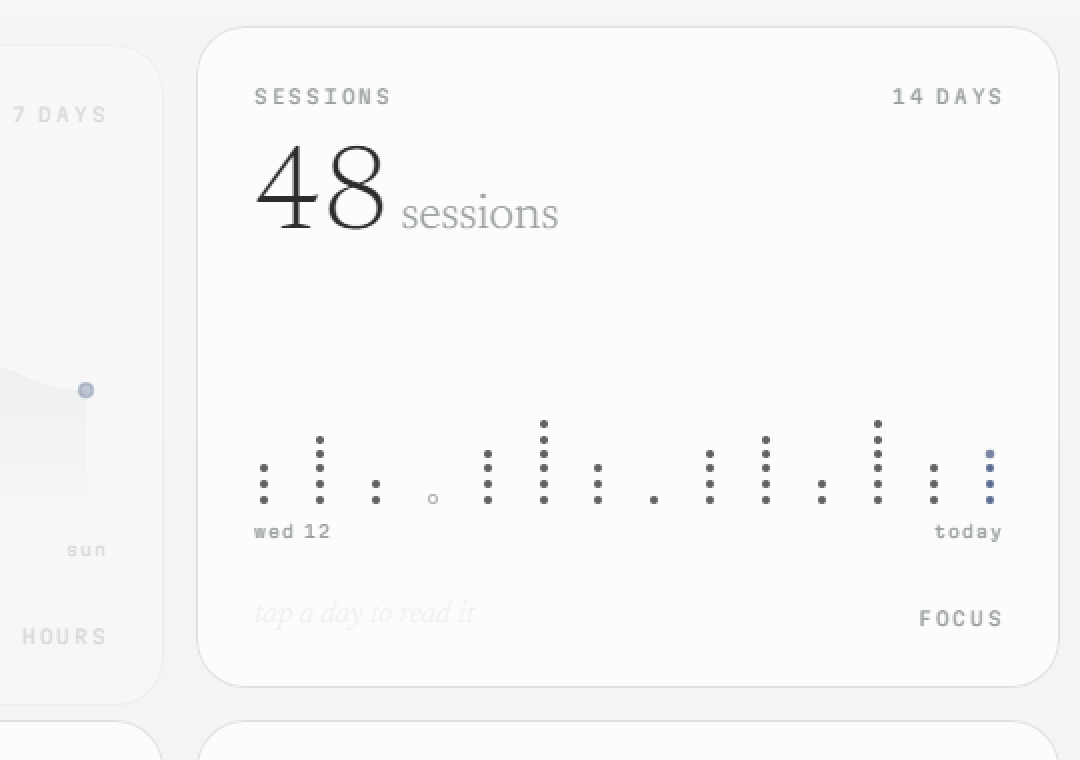 7 DAYS
sun
HOURS
SESSIONS
14 DAYS
48 sessions
wed 12
today
tap a day to read it
FOCUS